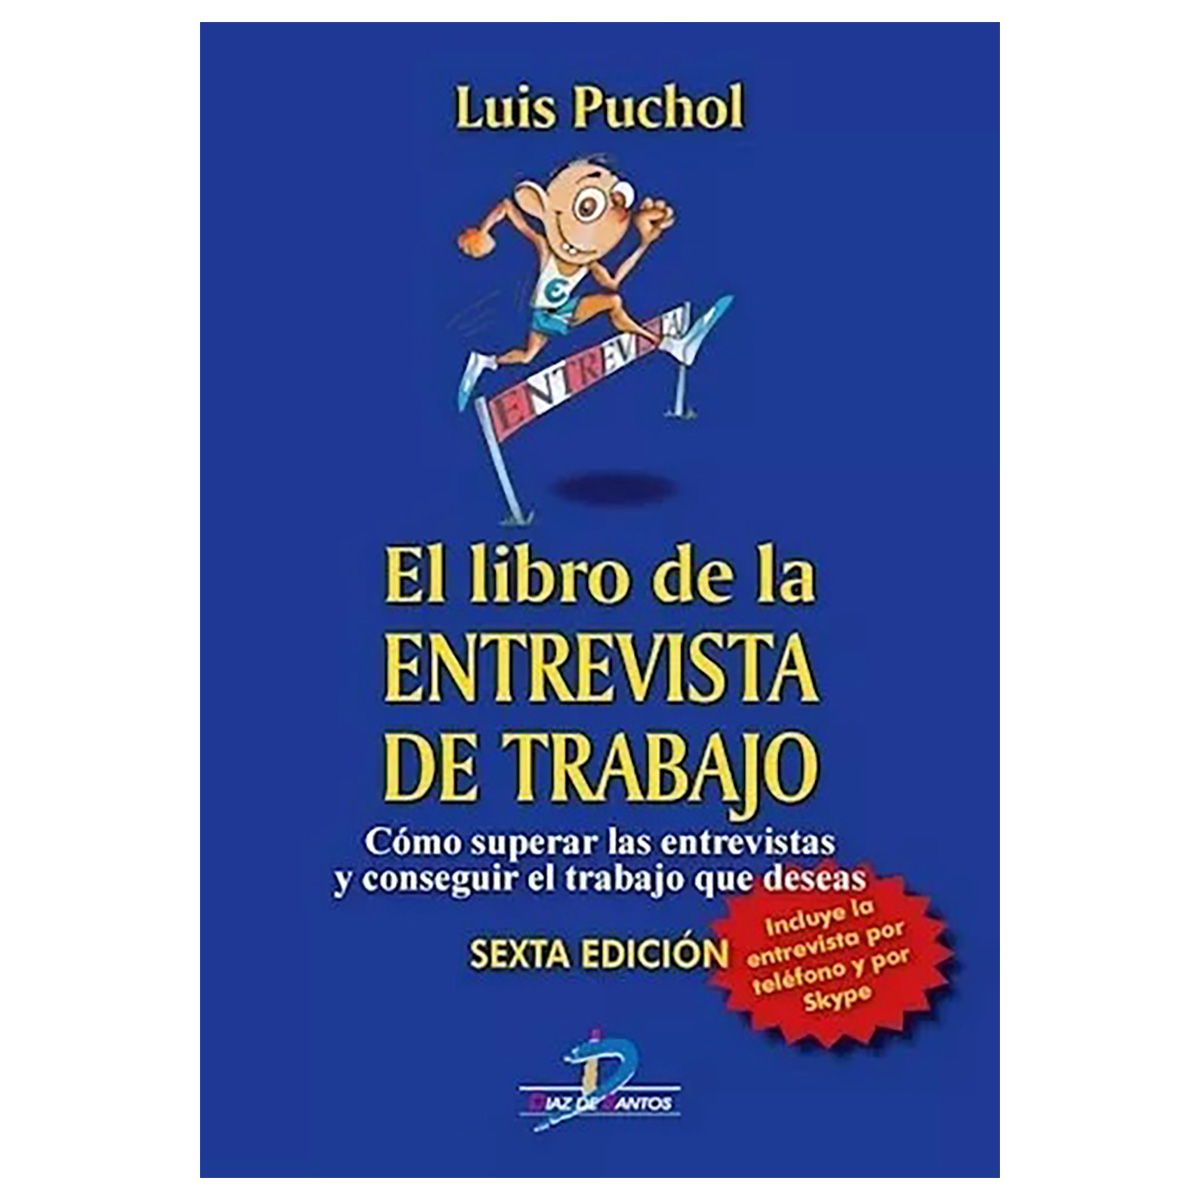 Luis Puchol
Є
ENTREVISTA
El libro de la
ENTREVISTA
DE TRABAJO
Cómo superar las entrevistas
y conseguir el trabajo que deseas
SEXTA EDICIÓN
Incluye la
entrevista por
teléfono y por
Skype
DIAZ DE SANTOS